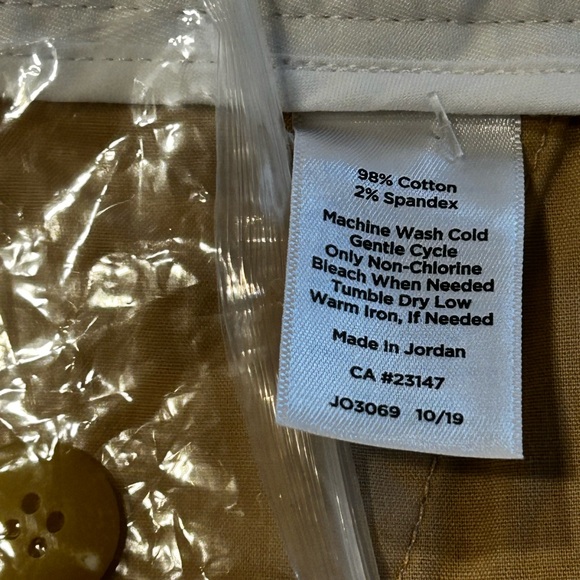 98% Cotton
2% Spandex
Machine Wash Cold
Gentle Cycle
Only Non-Chlorine
Bleach When Needed
Tumble Dry Low
Warm Iron, If Needed
Made in Jordan
CA #23147
JO3069 10/19